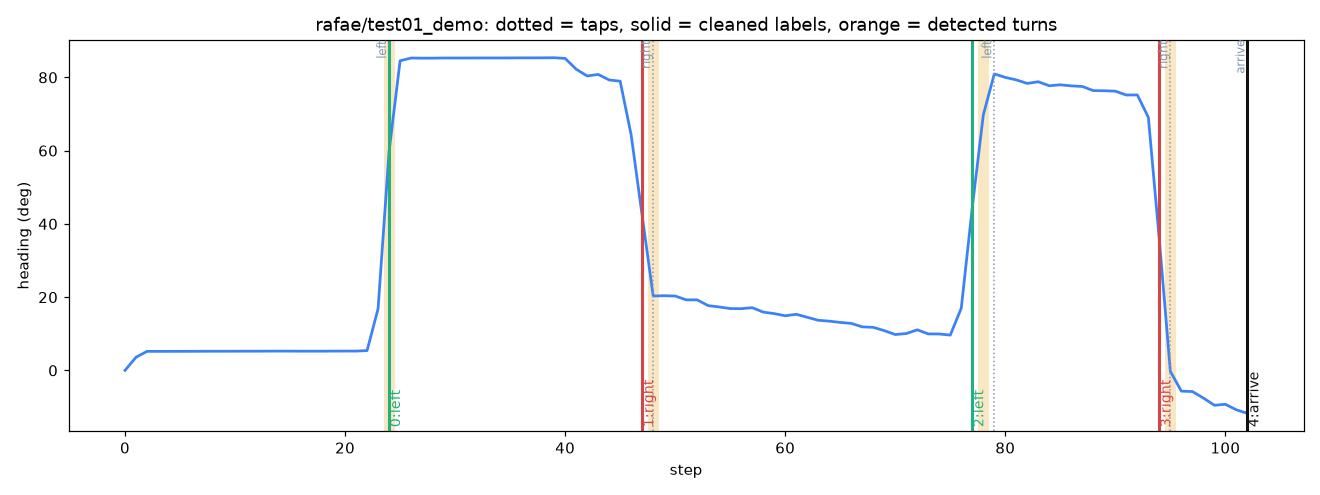 rafae/test01_demo: dotted = taps, solid = cleaned labels, orange = detected turns
left
right
left
right
arrive
heading (deg)
80
60
40
20
0
0:left
1:right
2:left
3:right
4:arrive
0
20
40
60
80
100
step